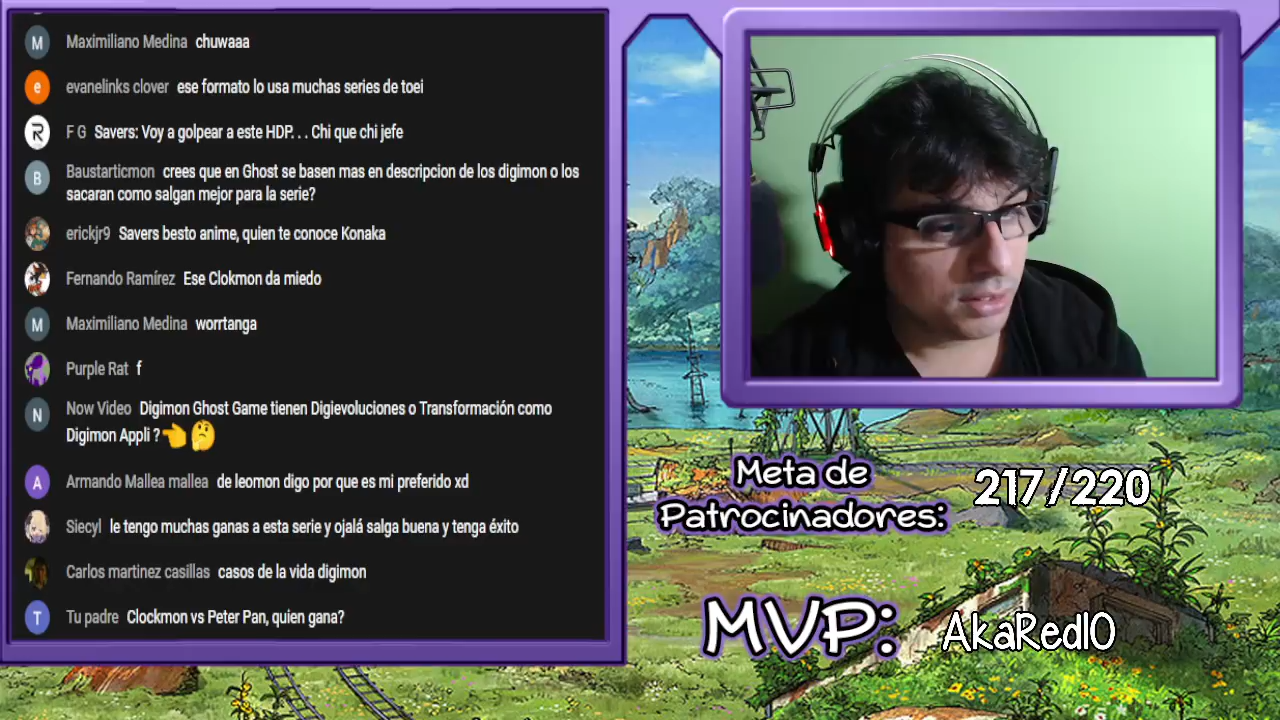 M Maximiliano Medina chuwaaa
e evanelinks clover ese formato lo usa muchas series de toei
R F G Savers: Voy a golpear a este HDP. . . Chi que chi jefe
B Baustarticmon crees que en Ghost se basen mas en descripcion de los digimon o los
sacaran como salgan mejor para la serie?
erickjr9 Savers besto anime, quien te conoce Konaka
Fernando Ramírez Ese Clokmon da miedo
M Maximiliano Medina worrtanga
Purple Rat f
N Now Video Digimon Ghost Game tienen Digievoluciones o Transformación como
Digimon Appli ?👈🤔
A Armando Mallea mallea de leomon digo por que es mi preferido xd
Siecyl le tengo muchas ganas a esta serie y ojalá salga buena y tenga éxito
Carlos martinez casillas casos de la vida digimon
T Tu padre Clockmon vs Peter Pan, quien gana?
Meta de
Patrocinadores: 217/220
MVP: AkaRed10